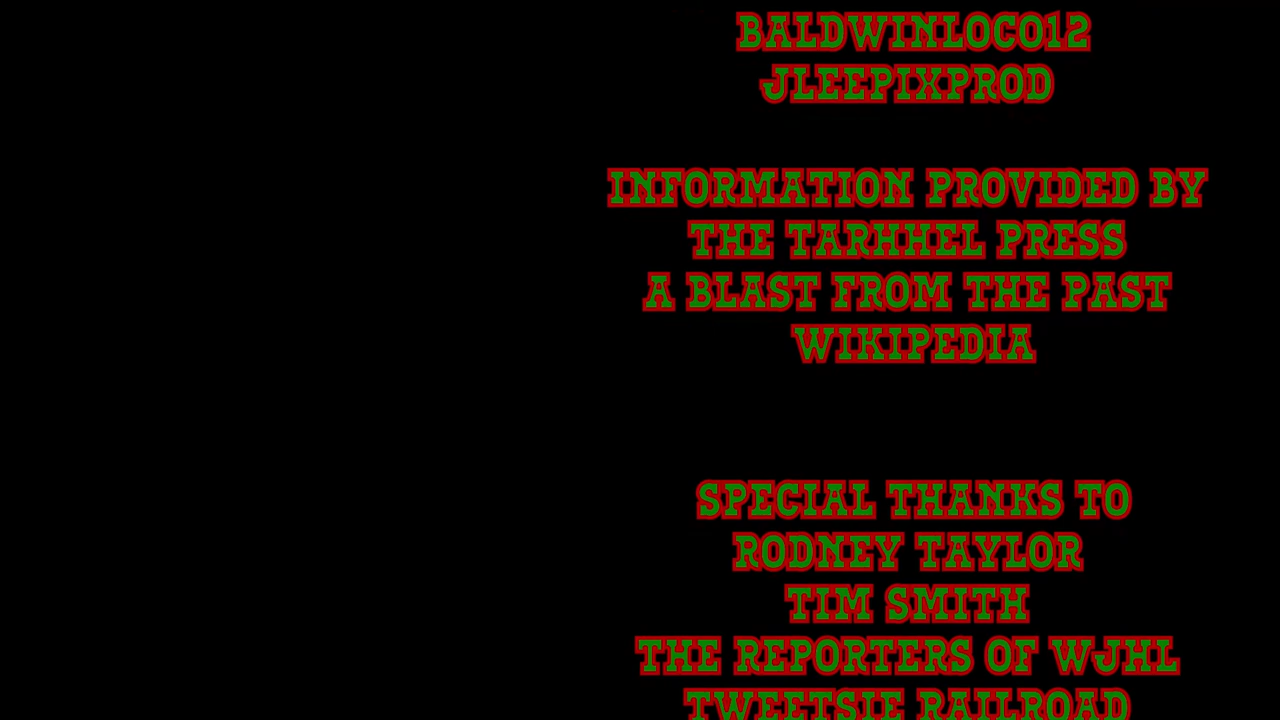 BALDWINLOCO12
JLEEPIXPROD
INFORMATION PROVIDED BY
THE TARHHEL PRESS
A BLAST FROM THE PAST
WIKIPEDIA
SPECIAL THANKS TO
RODNEY TAYLOR
TIM SMITH
THE REPORTERS OF WJHL
TWEETSIE RAILROAD